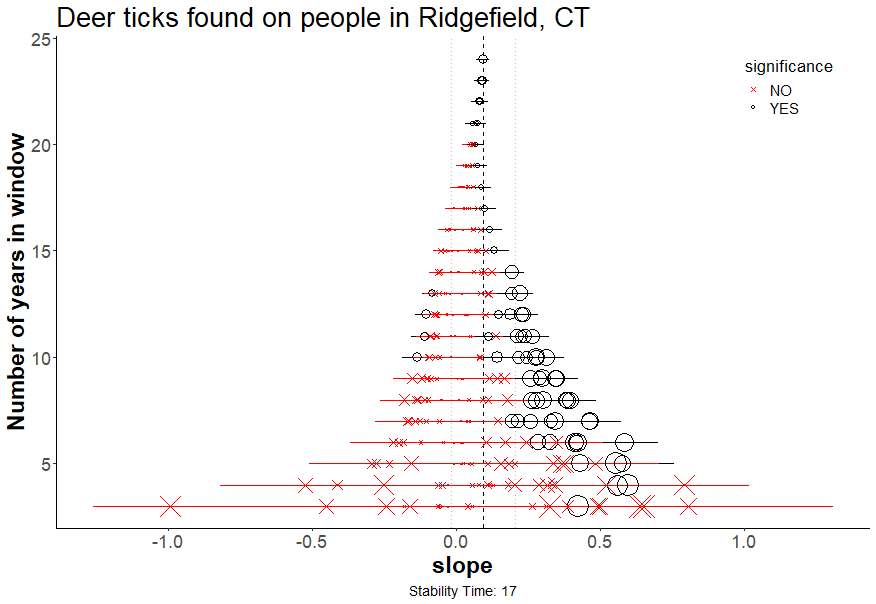 Deer ticks found on people in Ridgefield, CT
25
20
15
10
5
Number of years in window
significance
NO
YES
-1.0 -0.5 0.0 0.5 1.0
slope
Stability Time: 17